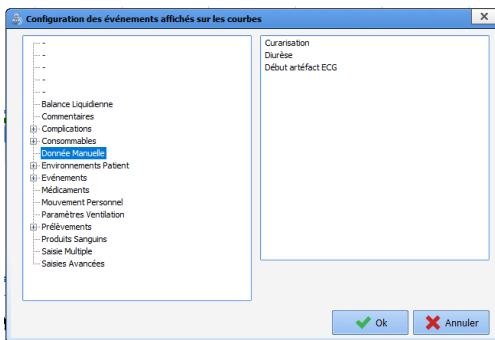 Configuration des événements affichés sur les courbes
-
-
-
-
-
Balance Liquidienne
Commentaires
Complications
Consommables
Donnée Manuelle
Environnements Patient
Evénements
Médicaments
Mouvement Personnel
Paramètres Ventilation
Prélèvements
Produits Sanguins
Saisie Multiple
Saisies Avancées
Curarisation
Diurèse
Début artéfact ECG
Ok
Annuler